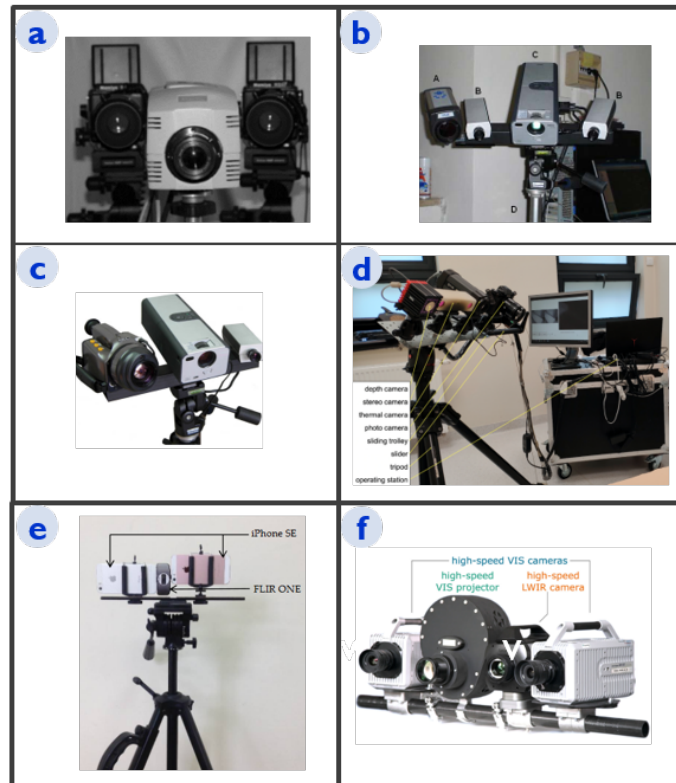 a
b
C
A
B
B
D
c
d
depth camera
stereo camera
thermal camera
photo camera
sliding trolley
slider
tripod
operating station
e
iPhone SE
FLIR ONE
f
high-speed VIS cameras
high-speed
VIS projector
high-speed
LWIR camera